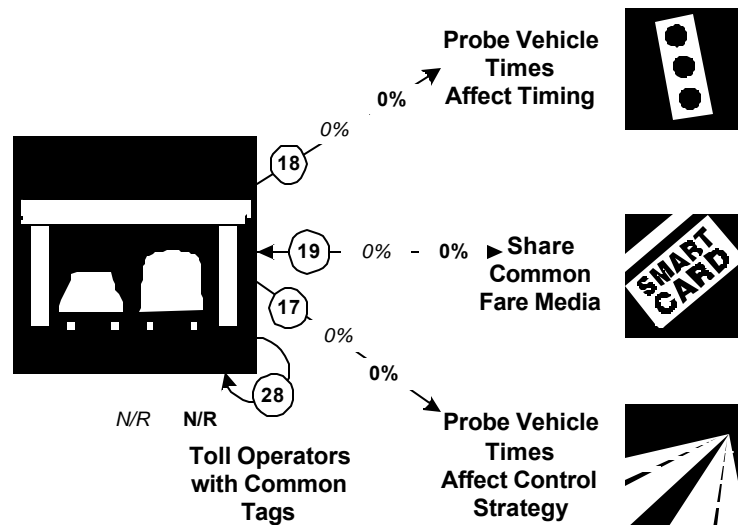 Probe Vehicle
Times
Affect Timing
0%
0%
18
19
0%
0%
Share
Common
Fare Media
SMART
CARD
17
0%
0%
28
N/R N/R
Toll Operators
with Common
Tags
Probe Vehicle
Times
Affect Control
Strategy